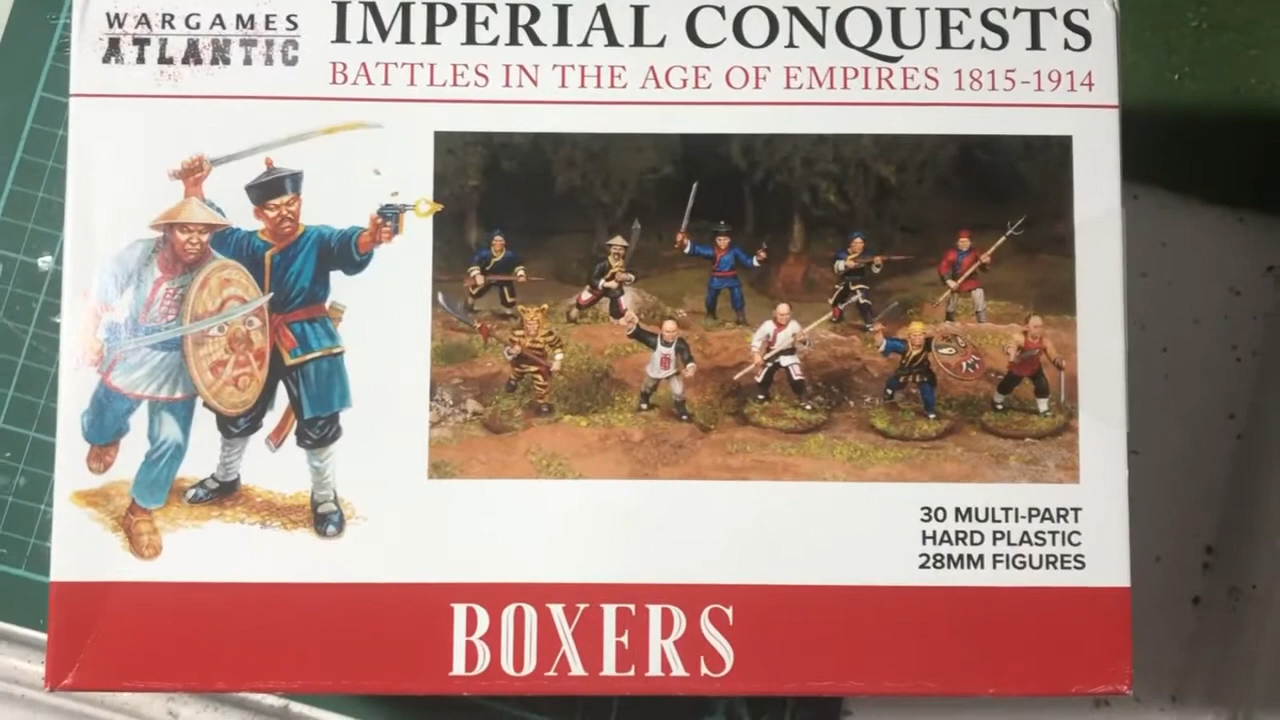 WARGAMES
ATLANTIC
IMPERIAL CONQUESTS
BATTLES IN THE AGE OF EMPIRES 1815-1914
30 MULTI-PART
HARD PLASTIC
28MM FIGURES
BOXERS